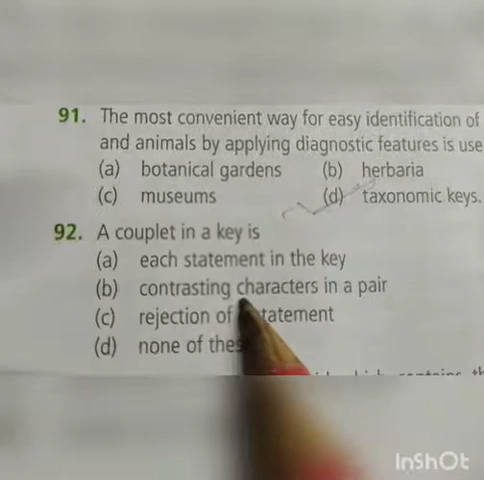 91. The most convenient way for easy identification of
and animals by applying diagnostic features is use
(a) botanical gardens (b) herbaria
(c) museums (d) taxonomic keys.
92. A couplet in a key is
(a) each statement in the key
(b) contrasting characters in a pair
(c) rejection of tatement
(d) none of thes
InShOt